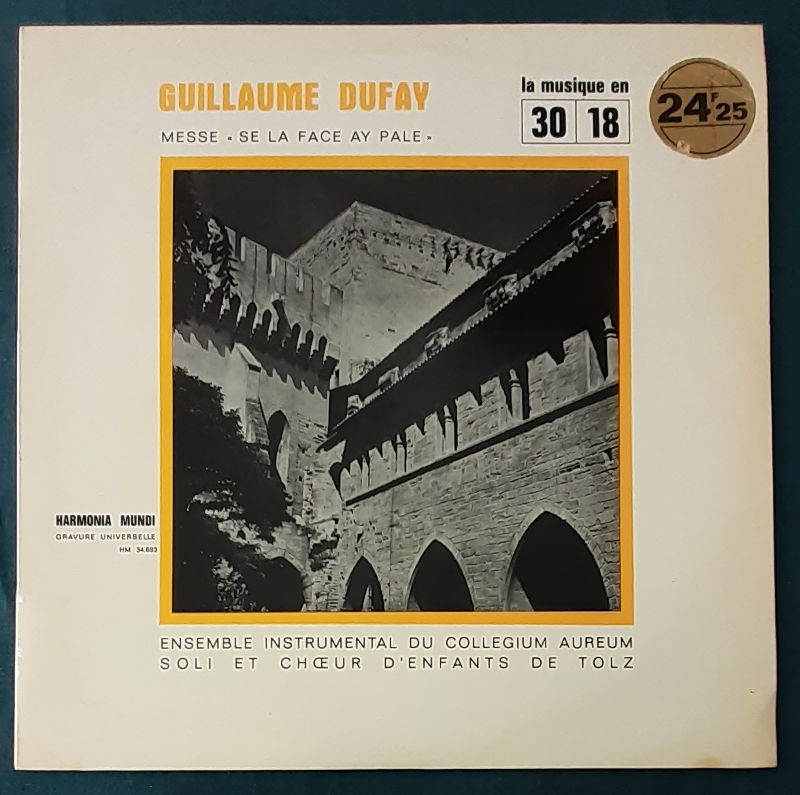 GUILLAUME DUFAY
MESSE « SE LA FACE AY PALE »
la musique en
30 18
24F25
HARMONIA MUNDI
GRAVURE UNIVERSELLE
HM 34.693
ENSEMBLE INSTRUMENTAL DU COLLEGIUM AUREUM
SOLI ET CHŒUR D'ENFANTS DE TOLZ